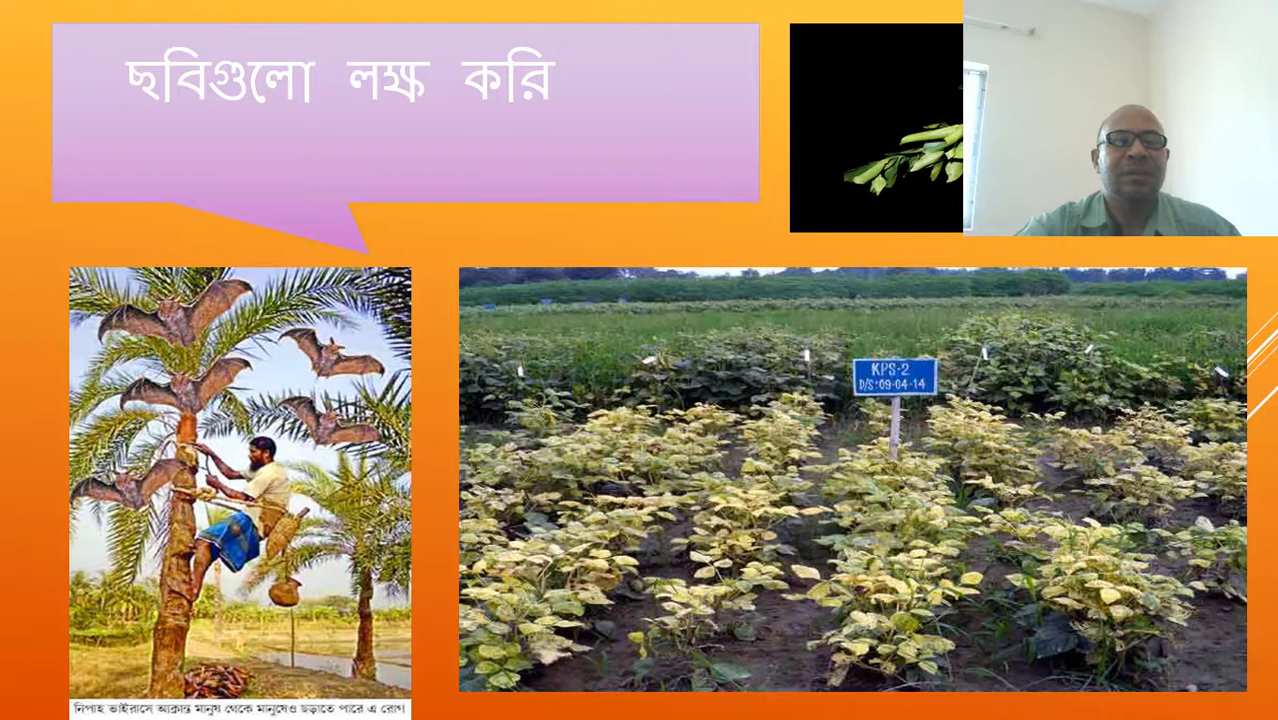 ছবিগুলো লক্ষ করি
KPS-2
D/S:09-04-14
নিপাহ ভাইরাসে আক্রান্ত মানুষ থেকে মানুষেও ছড়াতে পারে এ রোগ